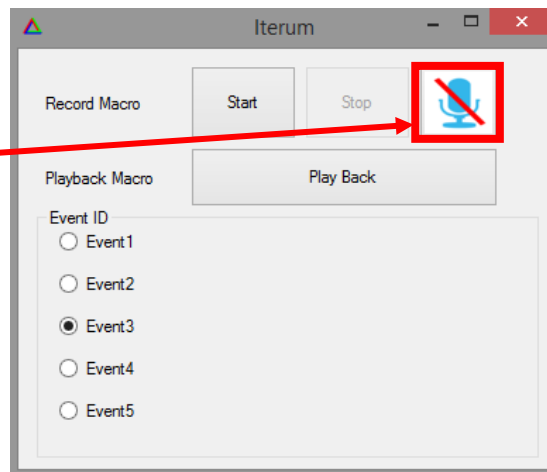 Iterum
Record Macro Start Stop
Playback Macro Play Back
Event ID
Event1
Event2
Event3
Event4
Event5